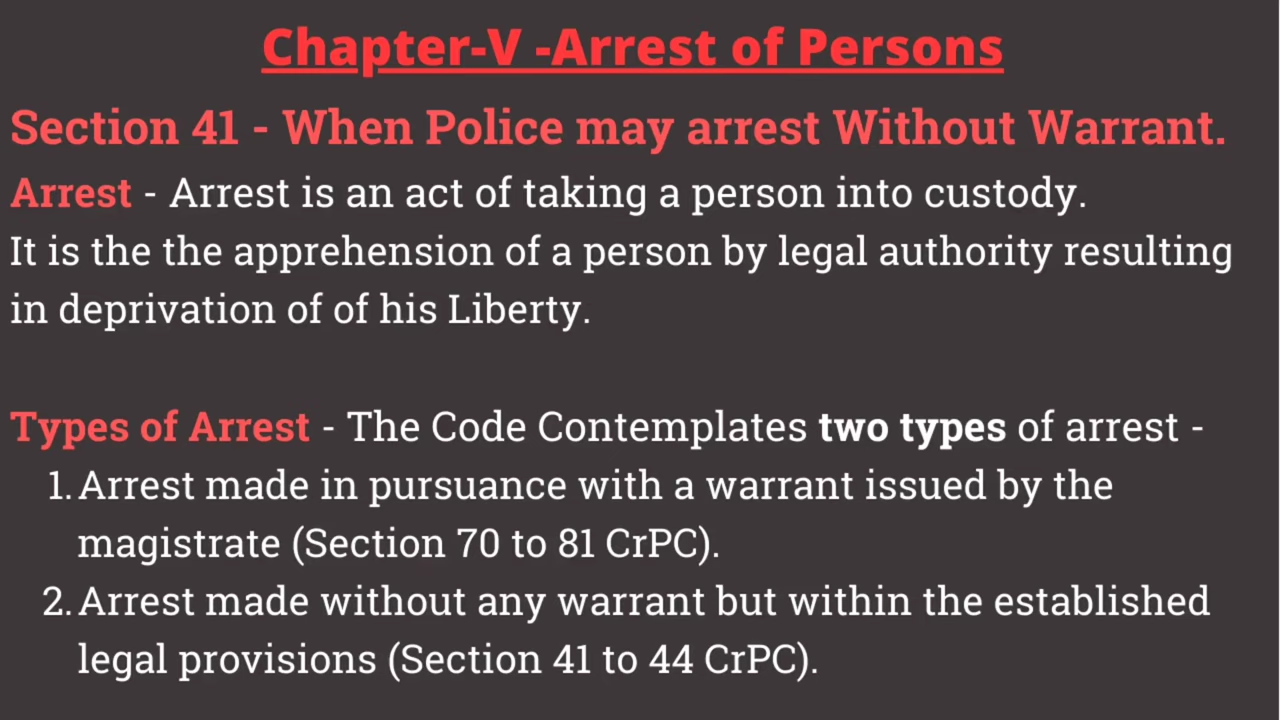 Chapter-V -Arrest of Persons
Section 41 - When Police may arrest Without Warrant.
Arrest - Arrest is an act of taking a person into custody.
It is the the apprehension of a person by legal authority resulting
in deprivation of of his Liberty.
Types of Arrest - The Code Contemplates two types of arrest -
1. Arrest made in pursuance with a warrant issued by the
magistrate (Section 70 to 81 CrPC).
2. Arrest made without any warrant but within the established
legal provisions (Section 41 to 44 CrPC).